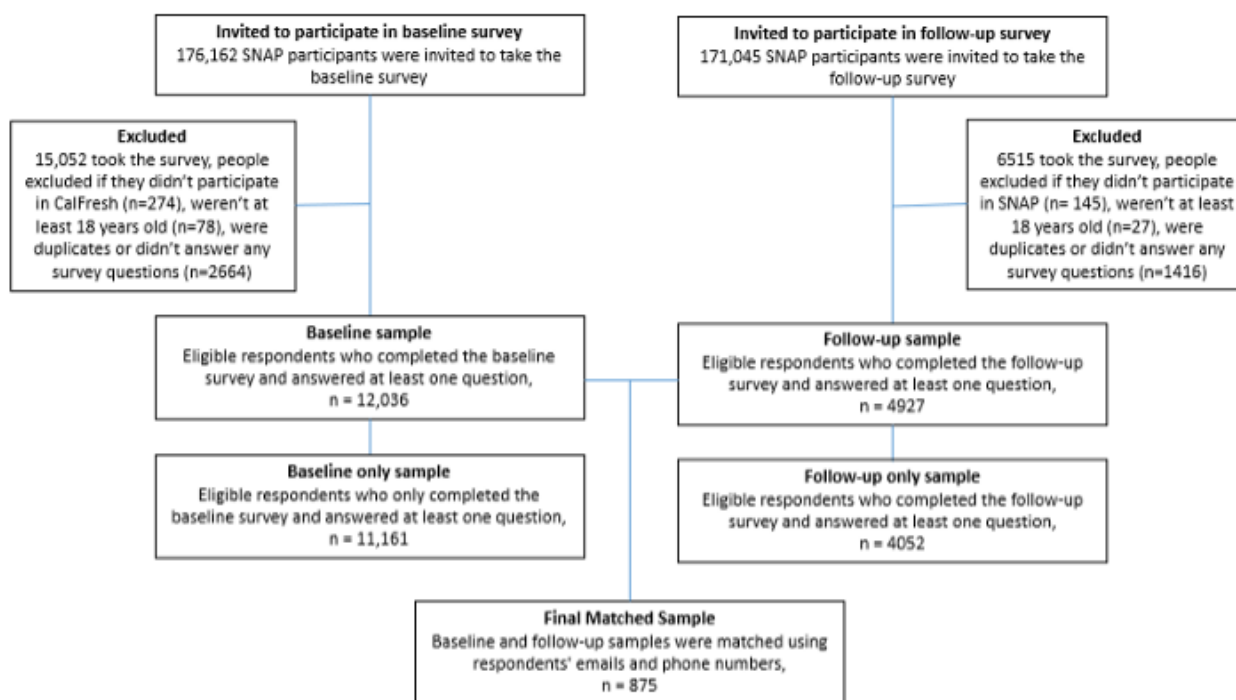 Invited to participate in baseline survey
176,162 SNAP participants were invited to take the
baseline survey
Invited to participate in follow-up survey
171,045 SNAP participants were invited to take the
follow-up survey
Excluded
15,052 took the survey, people
excluded if they didn't participate
in CalFresh (n=274), weren't at
least 18 years old (n=78), were
duplicates or didn't answer any
survey questions (n=2664)
Excluded
6515 took the survey, people
excluded if they didn't participate
in SNAP (n= 145), weren't at least
18 years old (n=27), were
duplicates or didn't answer any
survey questions (n=1416)
Baseline sample
Eligible respondents who completed the baseline
survey and answered at least one question,
n = 12,036
Follow-up sample
Eligible respondents who completed the follow-up
survey and answered at least one question,
n = 4927
Baseline only sample
Eligible respondents who only completed the
baseline survey and answered at least one question,
n = 11,161
Follow-up only sample
Eligible respondents who completed the follow-up
survey and answered at least one question,
n = 4052
Final Matched Sample
Baseline and follow-up samples were matched using
respondents' emails and phone numbers,
n = 875